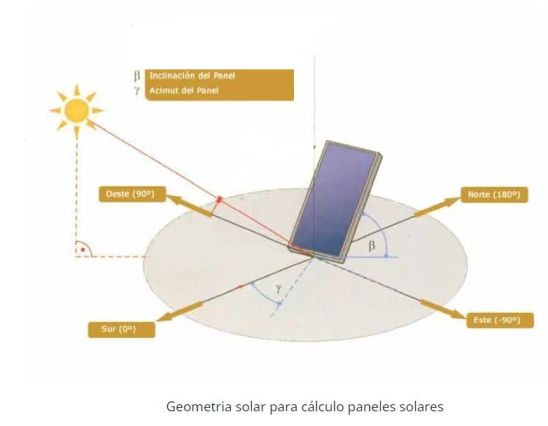 β Inclinación del Panel
γ Acimut del Panel
Oeste (90º)
Norte (180º)
β
γ
Sur (0º)
Este (-90º)
Geometria solar para cálculo paneles solares